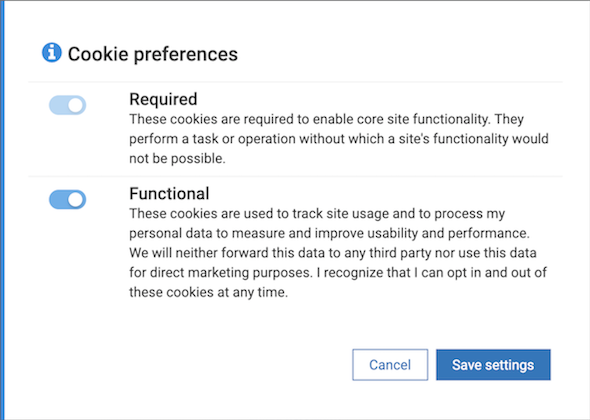 Cookie preferences
Required
These cookies are required to enable core site functionality. They
perform a task or operation without which a site's functionality would
not be possible.
Functional
These cookies are used to track site usage and to process my
personal data to measure and improve usability and performance.
We will neither forward this data to any third party nor use this data
for direct marketing purposes. I recognize that I can opt in and out of
these cookies at any time.
Cancel
Save settings